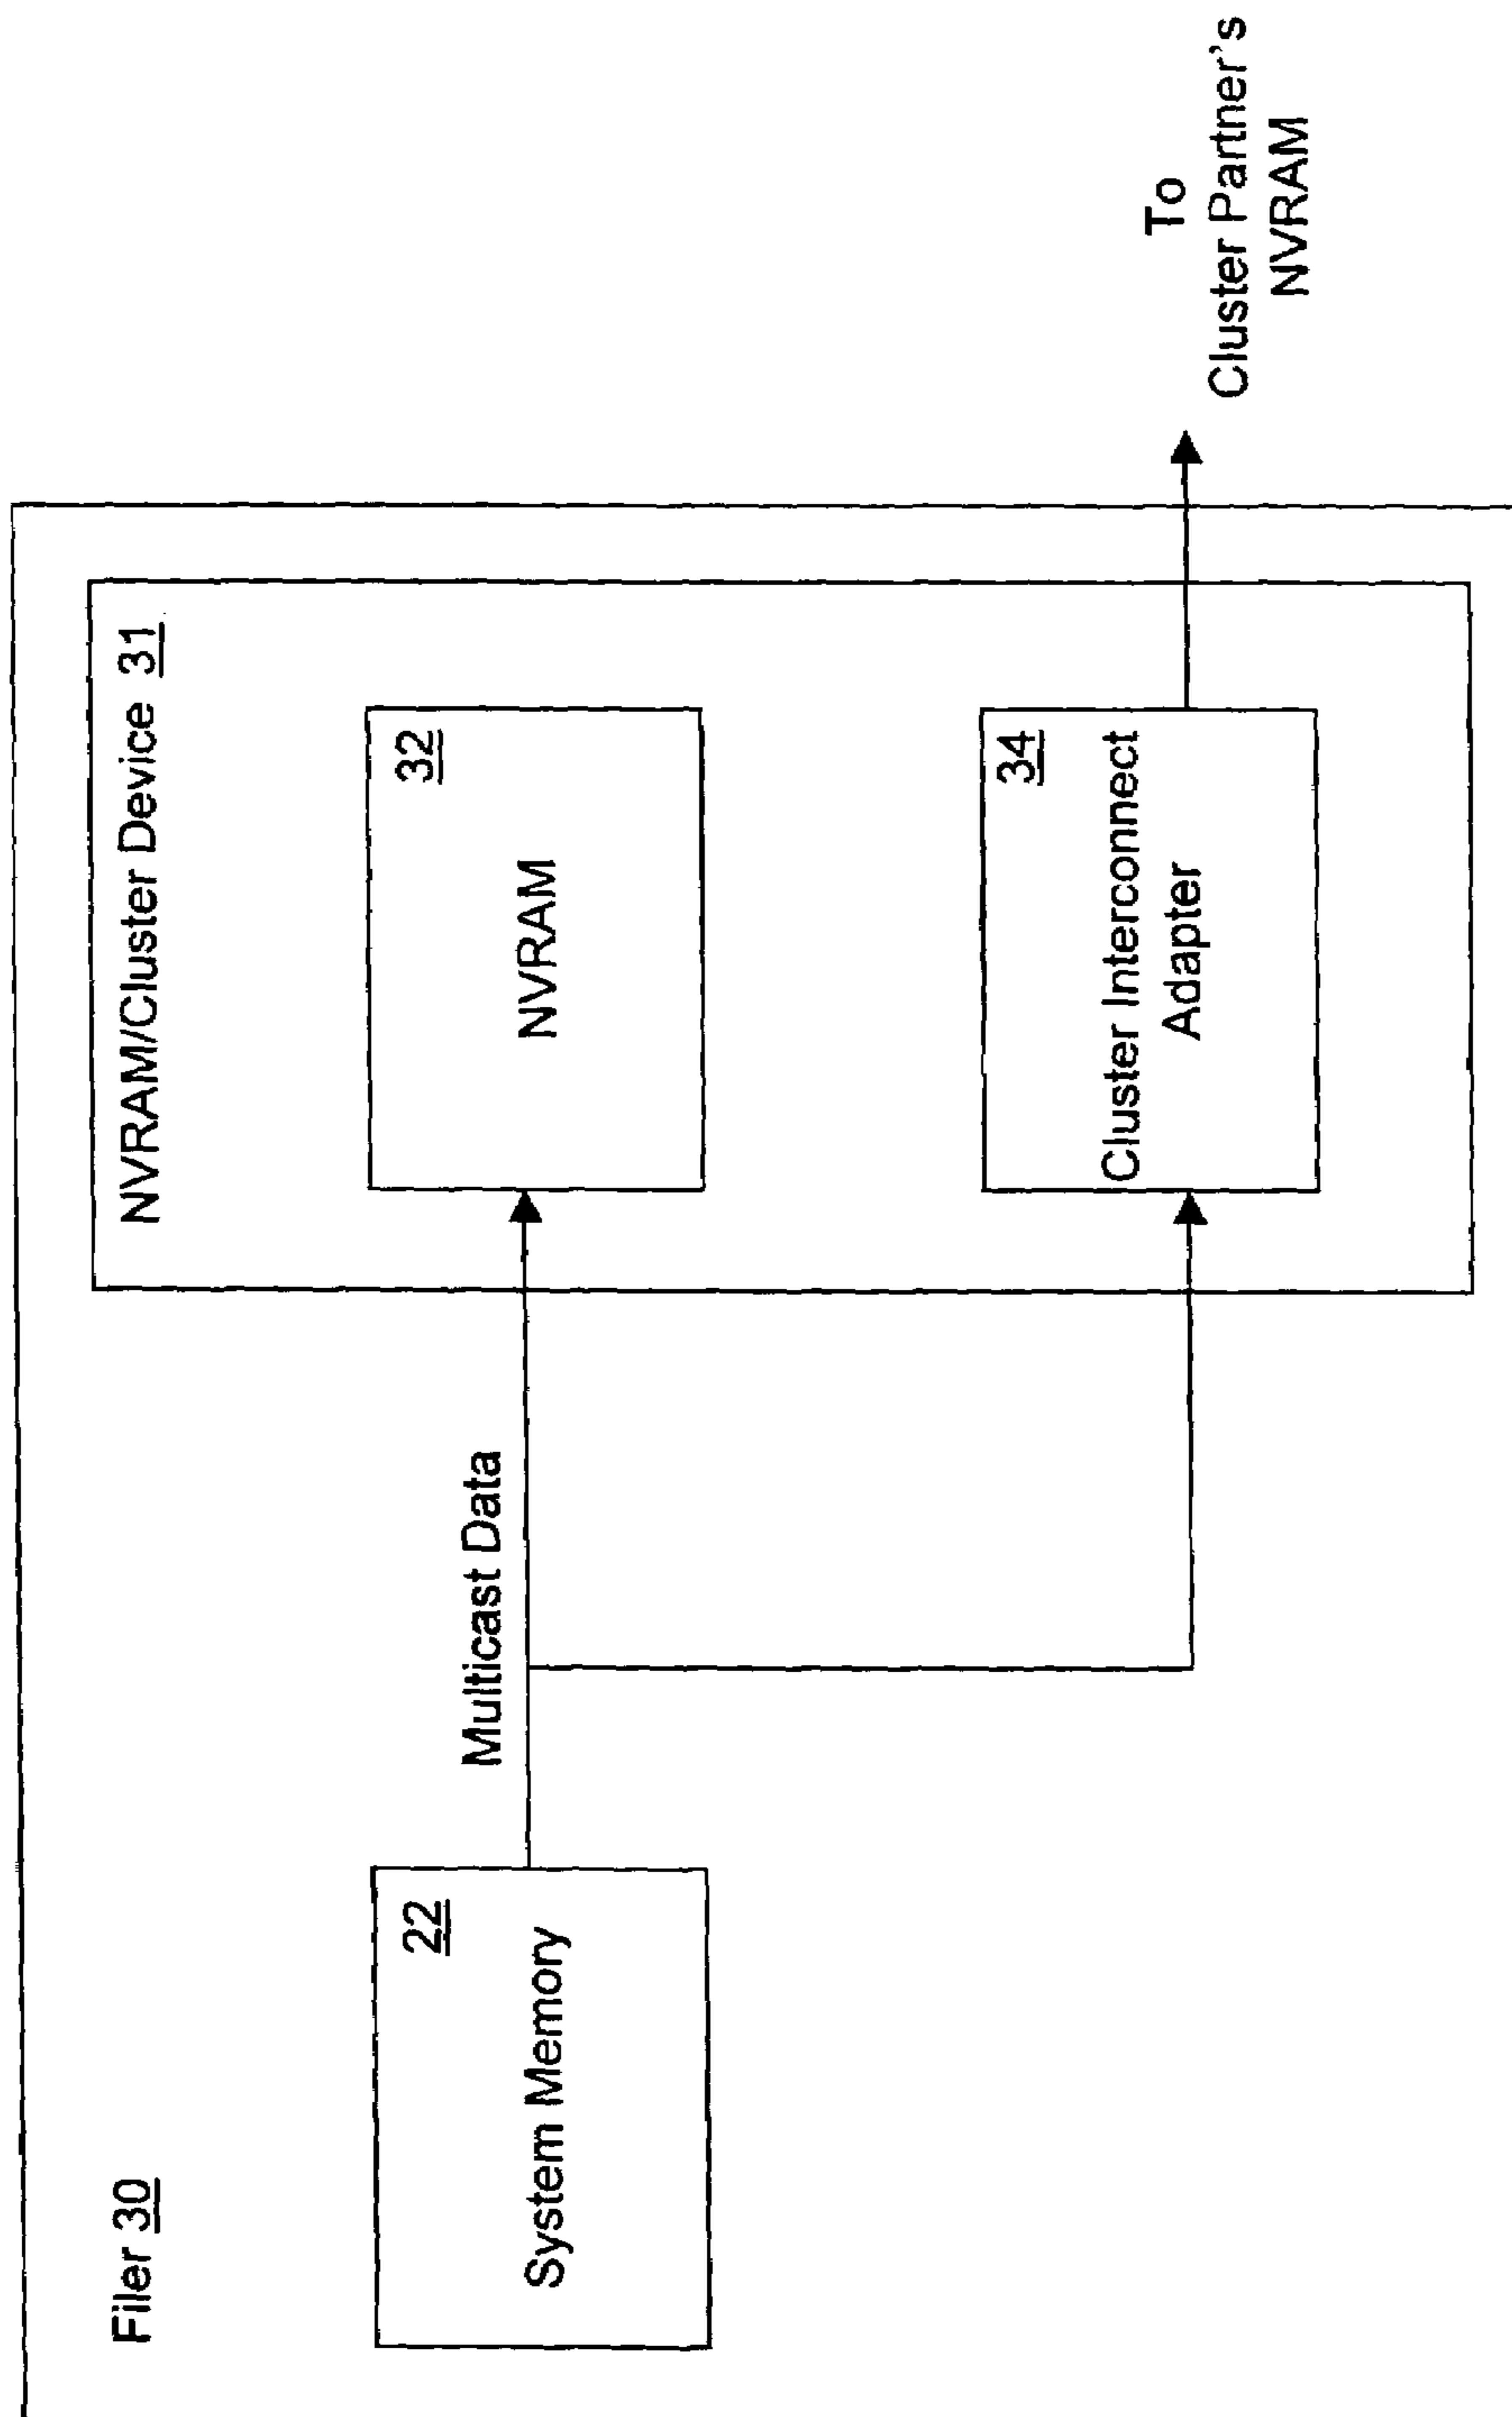 Filer 30
NVRAM/Cluster Device 31
22
System Memory
Multicast Data
32
NVRAM
34
Cluster Interconnect
Adapter
To
Cluster Partner's
NVRAM